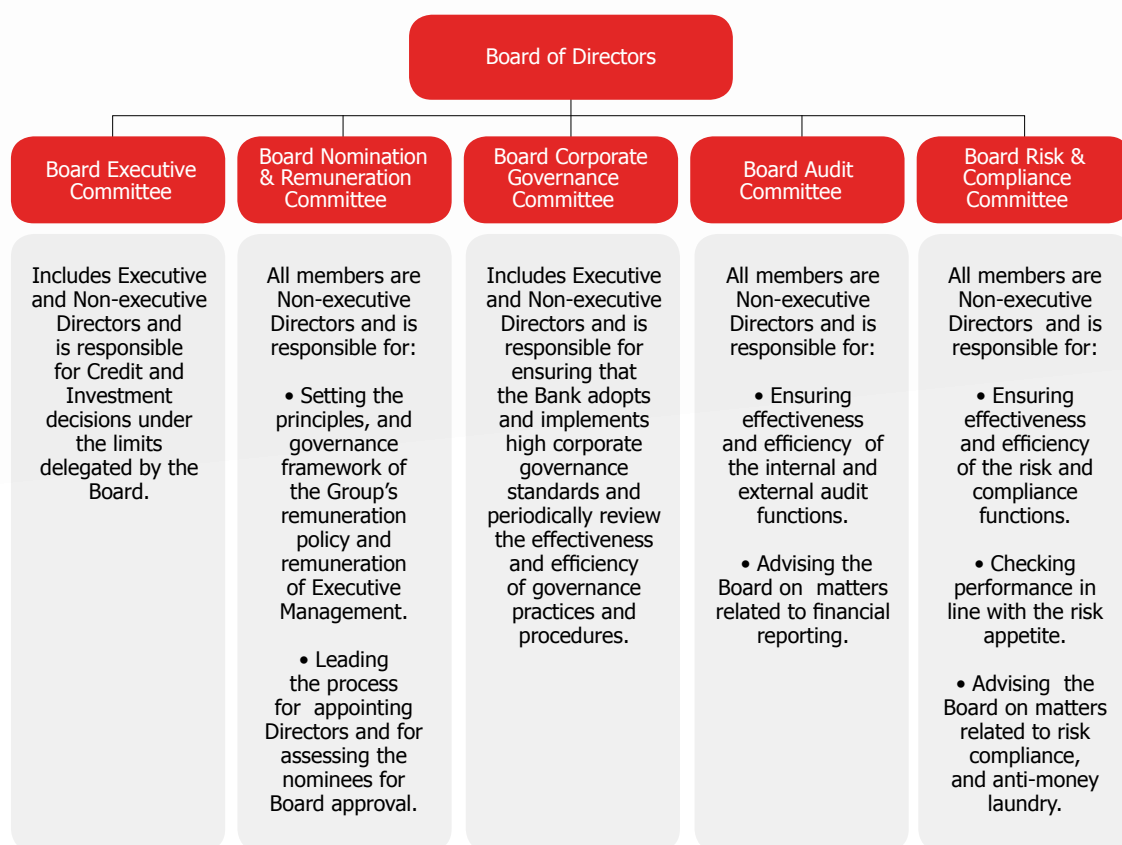 Board of Directors
Board Executive
Committee
Includes Executive
and Non-executive
Directors and
is responsible
for Credit and
Investment
decisions under
the limits
delegated by the
Board.
Board Nomination
& Remuneration
Committee
All members are
Non-executive
Directors and is
responsible for:
• Setting the
principles, and
governance
framework of
the Group’s
remuneration
policy and
remuneration
of Executive
Management.
• Leading
the process
for appointing
Directors and for
assessing the
nominees for
Board approval.
Board Corporate
Governance
Committee
Includes Executive
and Non-executive
Directors and is
responsible for
ensuring that
the Bank adopts
and implements
high corporate
governance
standards and
periodically review
the effectiveness
and efficiency
of governance
practices and
procedures.
Board Audit
Committee
All members are
Non-executive
Directors and is
responsible for:
• Ensuring
effectiveness
and efficiency of
the internal and
external audit
functions.
• Advising the
Board on matters
related to financial
reporting.
Board Risk &
Compliance
Committee
All members are
Non-executive
Directors and is
responsible for:
• Ensuring
effectiveness
and efficiency
of the risk and
compliance
functions.
• Checking
performance in
line with the risk
appetite.
• Advising the
Board on matters
related to risk
compliance,
and anti-money
laundry.